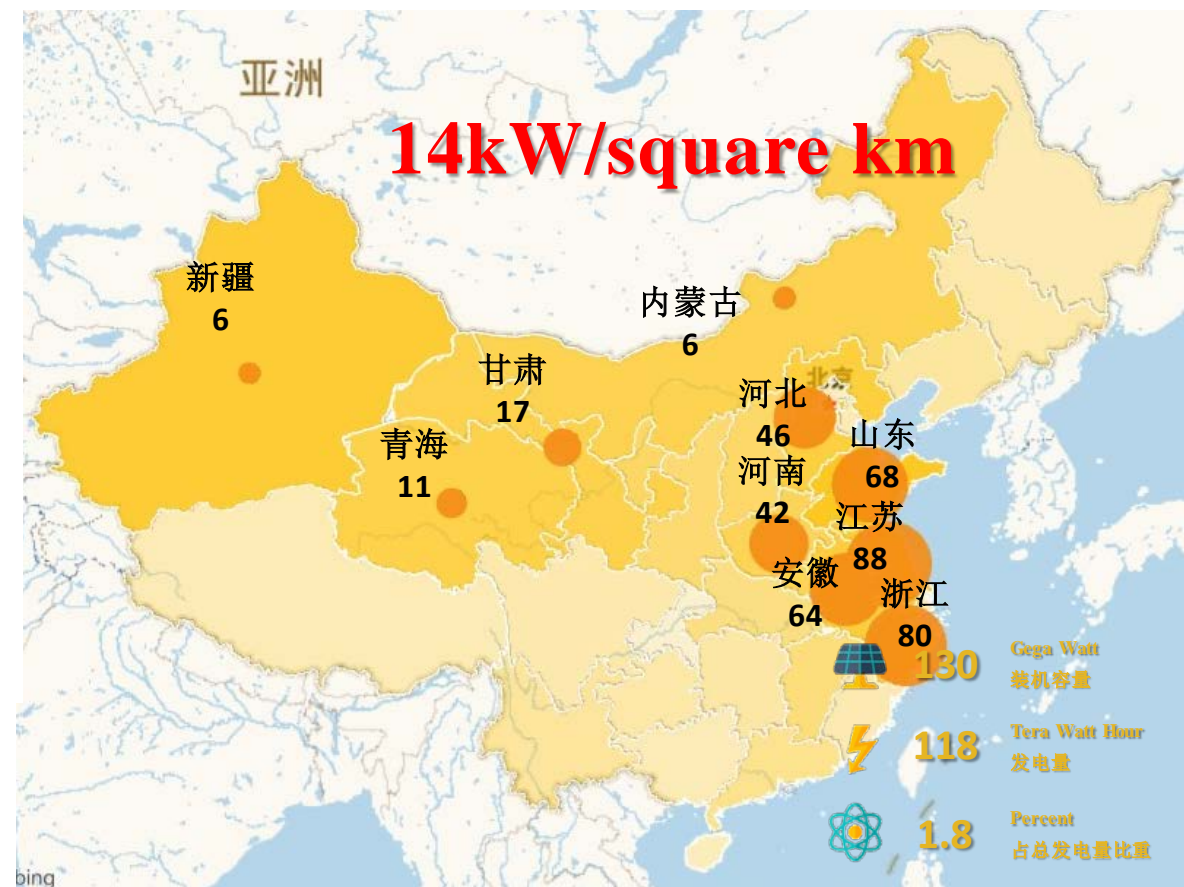 亚洲
14kW/square km
新疆
6
内蒙古
6
甘肃
17
北京
河北
46
青海
11
山东
68
河南
42
江苏
88
安徽
64
浙江
80
130
Gega Watt
装机容量
118
Tera Watt Hour
发电量
1.8
Percent
占总发电量比重
bing